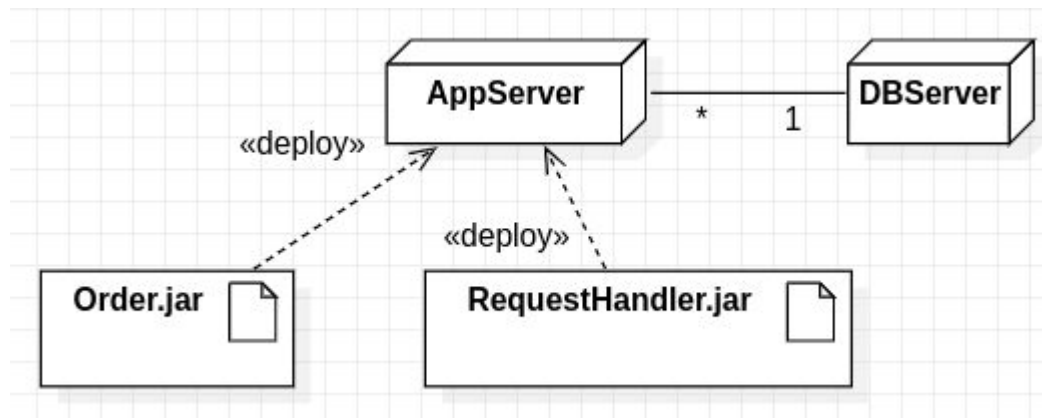 AppServer
DBServer
* 1
«deploy»
«deploy»
Order.jar
RequestHandler.jar